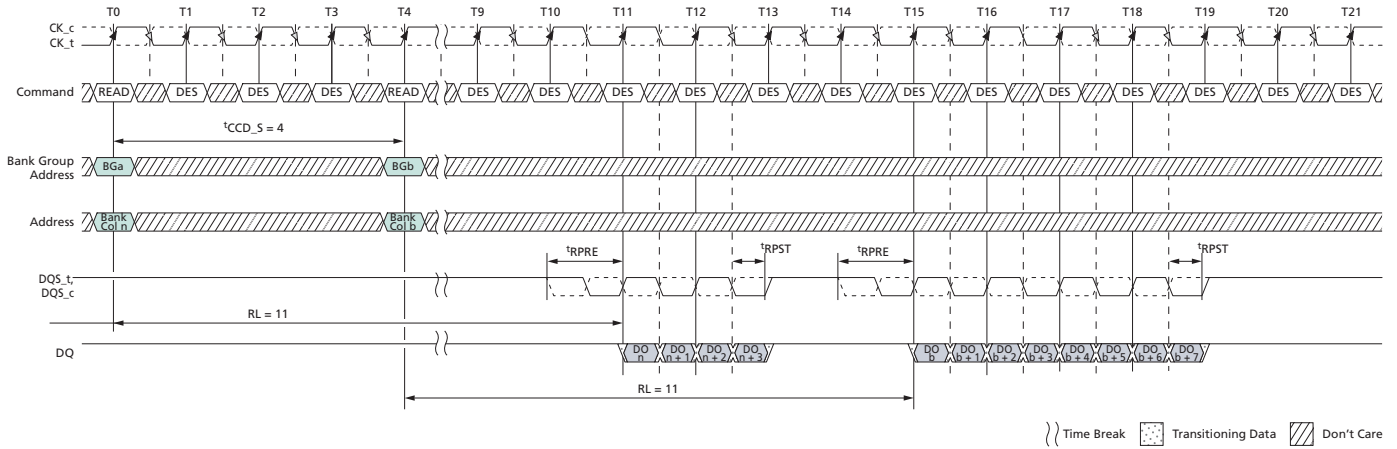 T0 T1 T2 T3 T4 T9 T10 T11 T12 T13 T14 T15 T16 T17 T18 T19 T20 T21
CK_c
CK_t
Command READ DES DES DES READ DES DES DES DES DES DES DES DES DES DES DES DES DES
tCCD_S = 4
Bank Group
Address
BGa BGb
Address
Bank
Col n
Bank
Col b
tRPRE tRPST tRPRE tRPST
DQS_t,
DQS_c
RL = 11
DQ
DO
n
DO
n + 1
DO
n + 2
DO
n + 3
DO
b
DO
b + 1
DO
b + 2
DO
b + 3
DO
b + 4
DO
b + 5
DO
b + 6
DO
b + 7
RL = 11
Time Break Transitioning Data Don't Care